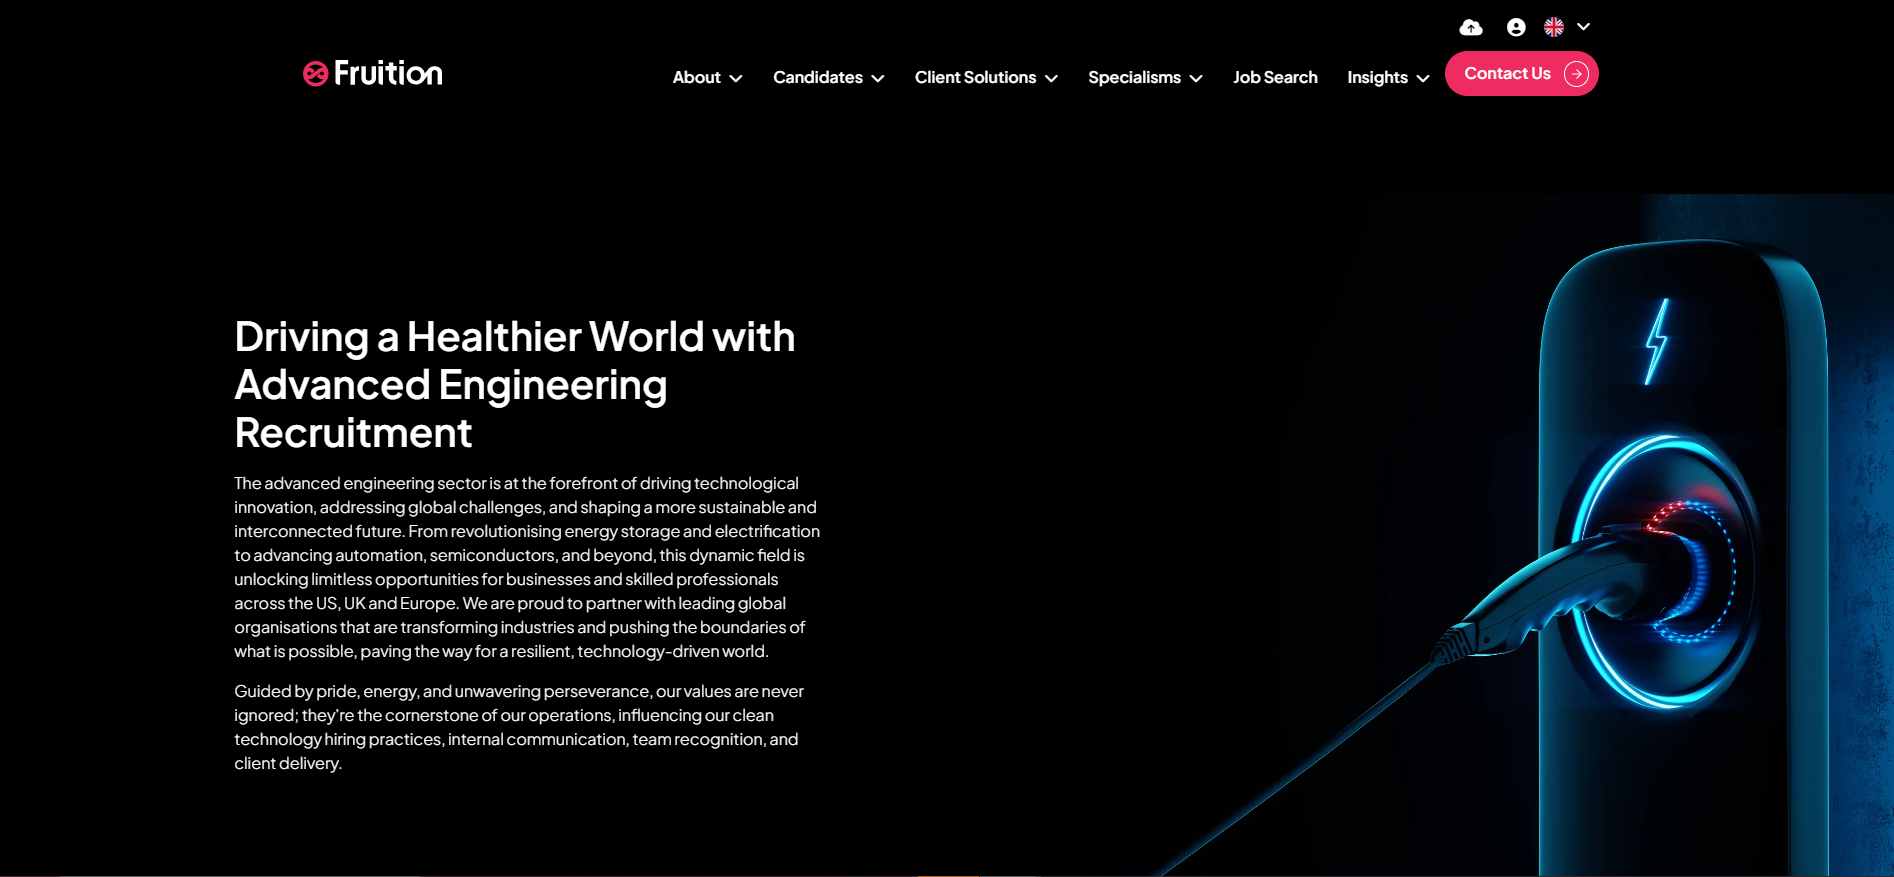 Fruition
About
Candidates
Client Solutions
Specialisms
Job Search
Insights
Contact Us
Driving a Healthier World with
Advanced Engineering
Recruitment
The advanced engineering sector is at the forefront of driving technological
innovation, addressing global challenges, and shaping a more sustainable and
interconnected future. From revolutionising energy storage and electrification
to advancing automation, semiconductors, and beyond, this dynamic field is
unlocking limitless opportunities for businesses and skilled professionals
across the US, UK and Europe. We are proud to partner with leading global
organisations that are transforming industries and pushing the boundaries of
what is possible, paving the way for a resilient, technology-driven world.
Guided by pride, energy, and unwavering perseverance, our values are never
ignored; they're the cornerstone of our operations, influencing our clean
technology hiring practices, internal communication, team recognition, and
client delivery.